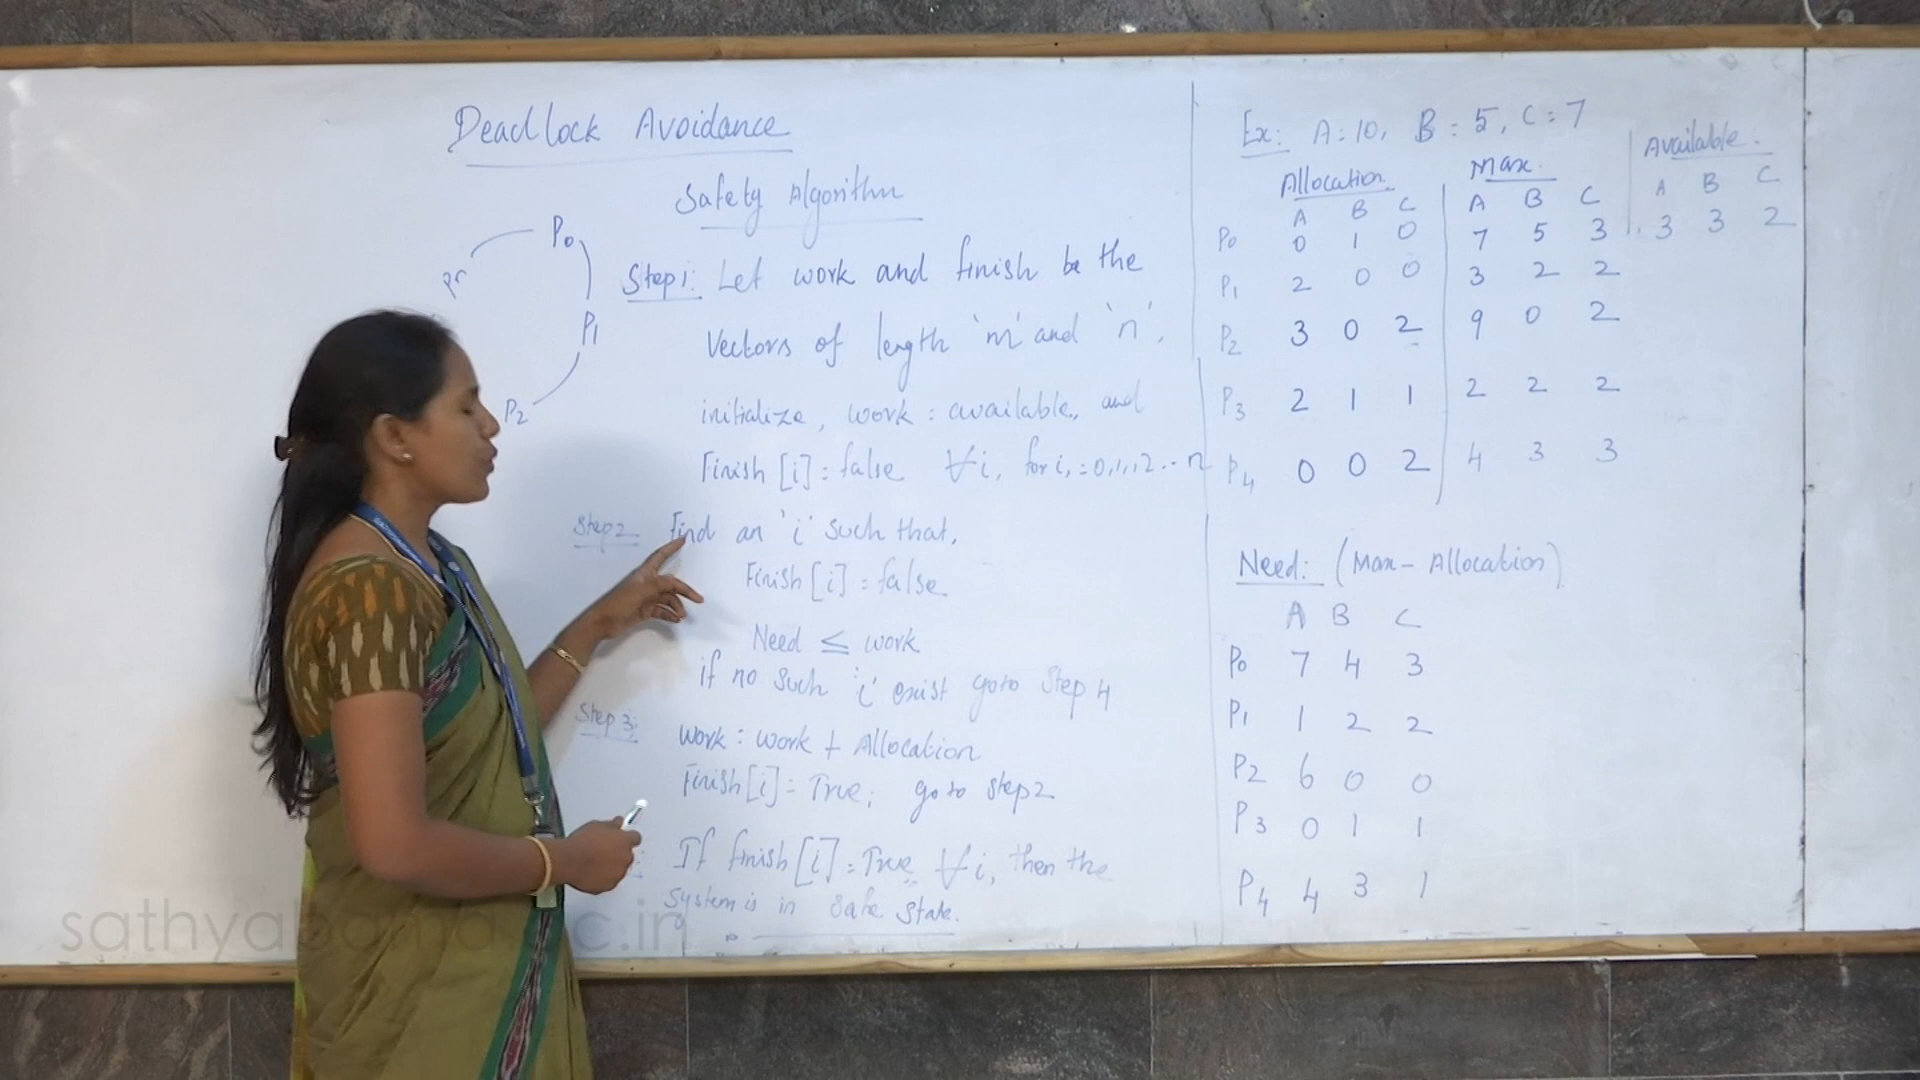 Deadlock Avoidance
Safety Algorithm
P0
P1
P2
Step1: Let work and finish be the
Vectors of length 'm' and 'n',
initialize, work = available, and
Finish [i] = false ∀i, for i, = 0,1,2..n
Step2 Find an 'i' such that,
Finish [i] = false
Need ≤ work
if no such 'i' exist goto Step 4
Step 3: work = work + Allocation
Finish[i] = True; go to step2
If finish[i] = True ∀i, then the
System is in Safe State.
Ex: A=10, B=5, C=7
Allocation Max Available
A B C A B C A B C
P0 0 1 0 7 5 3 3 3 2
P1 2 0 0 3 2 2
P2 3 0 2 9 0 2
P3 2 1 1 2 2 2
P4 0 0 2 4 3 3
Need: (Max - Allocation)
A B C
P0 7 4 3
P1 1 2 2
P2 6 0 0
P3 0 1 1
P4 4 3 1